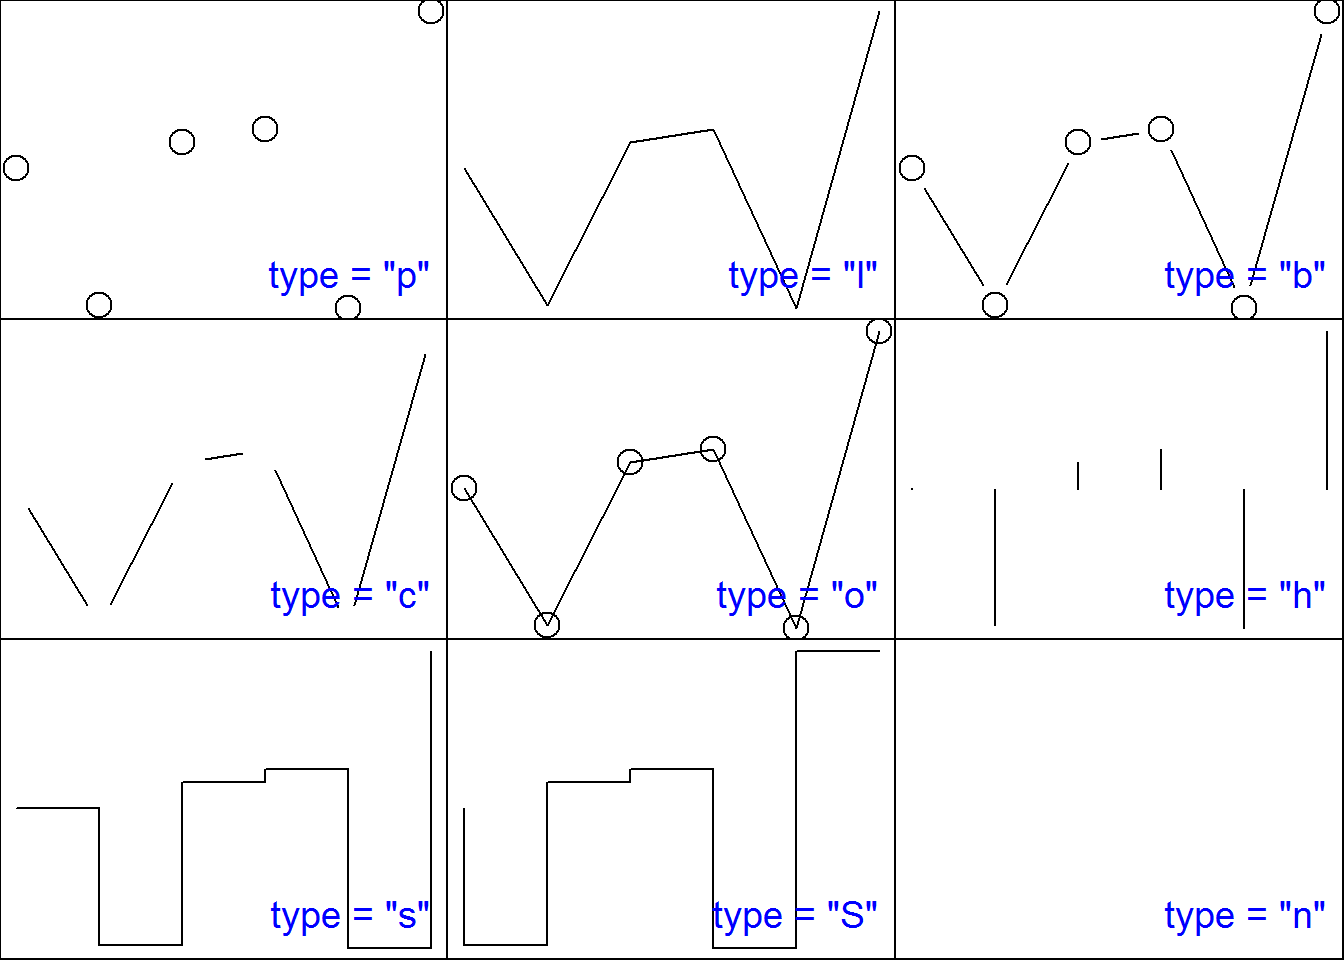 type = "p"
type = "l"
type = "b"
type = "c"
type = "o"
type = "h"
type = "s"
type = "S"
type = "n"